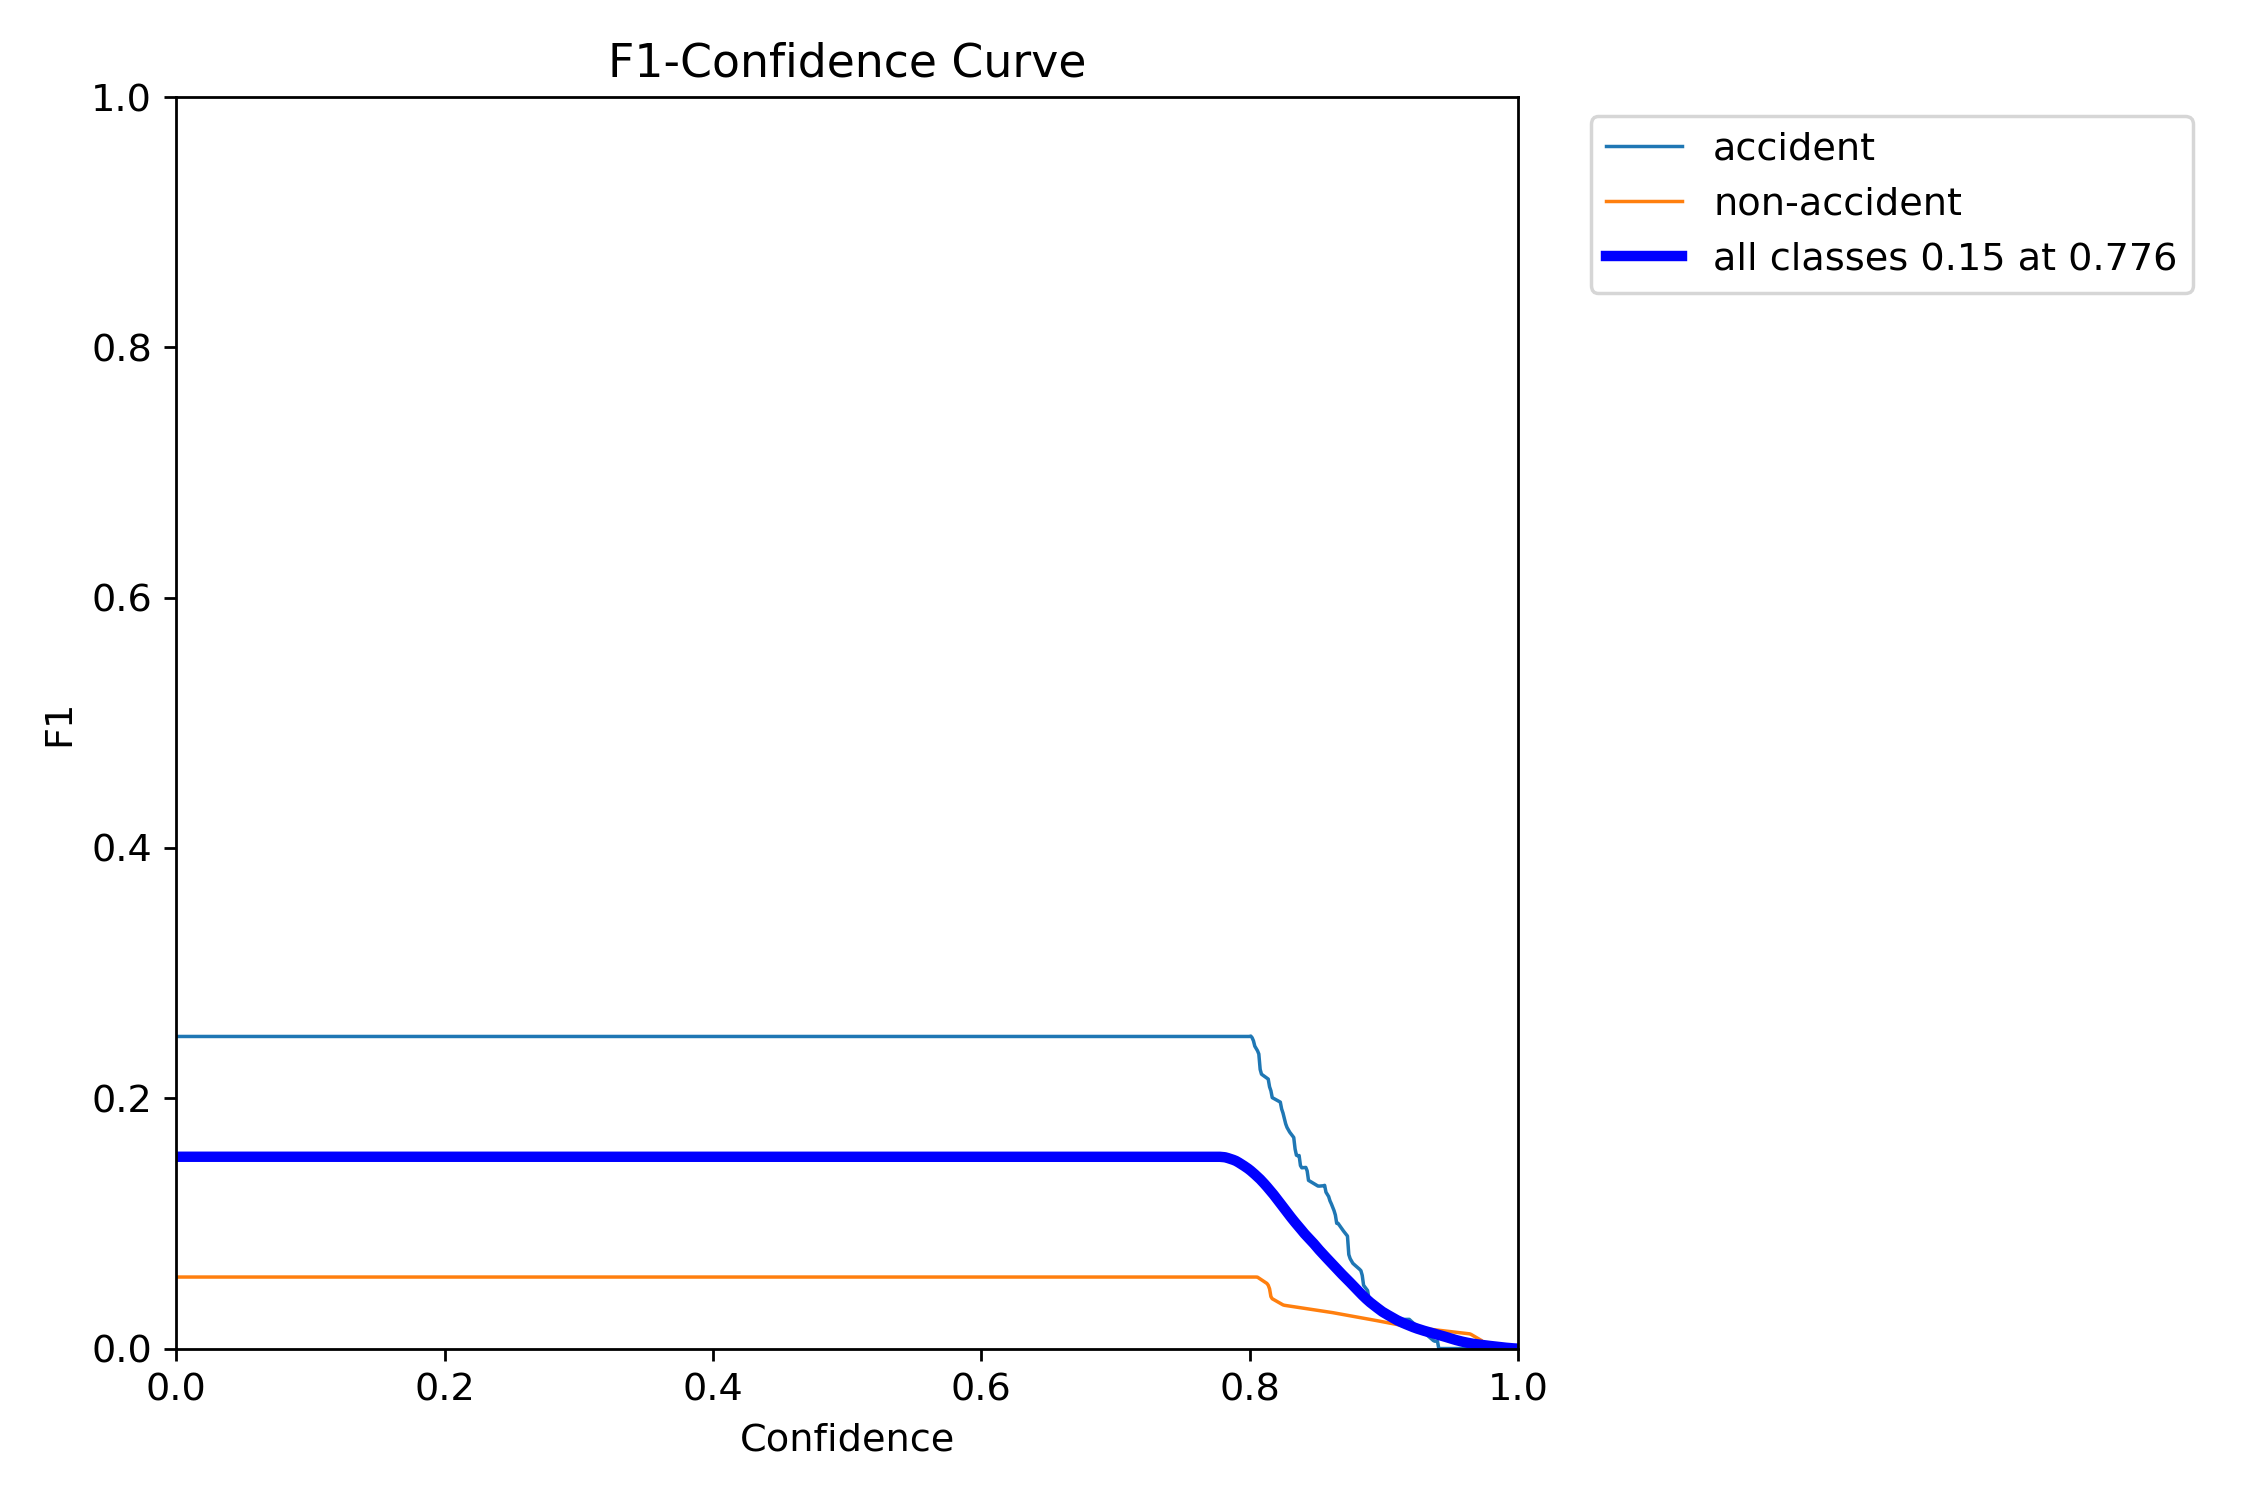 F1-Confidence Curve
1.0
0.8
0.6
0.4
0.2
0.0
F1
0.0 0.2 0.4 0.6 0.8 1.0
Confidence
accident
non-accident
all classes 0.15 at 0.776